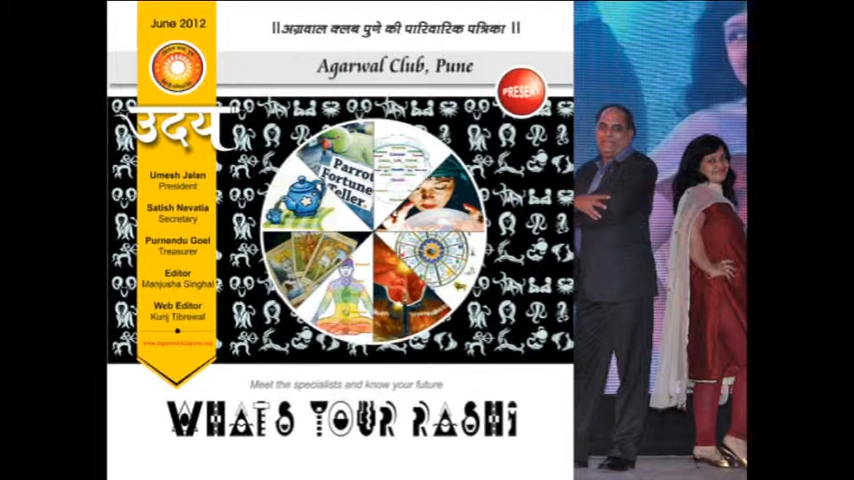 June 2012
॥अग्रवाल क्लब पुणे की पारिवारिक पत्रिका॥
Agarwal Club, Pune
PRESENT
उदय
Umesh Jalan
President
Satish Nevatia
Secretary
Purnendu Goel
Treasurer
Editor
Manjusha Singhal
Web Editor
Kunj Tibrewal
Parrot
Fortune
Teller.
Meet the specialists and know your future
WHATS YOUR RASHI